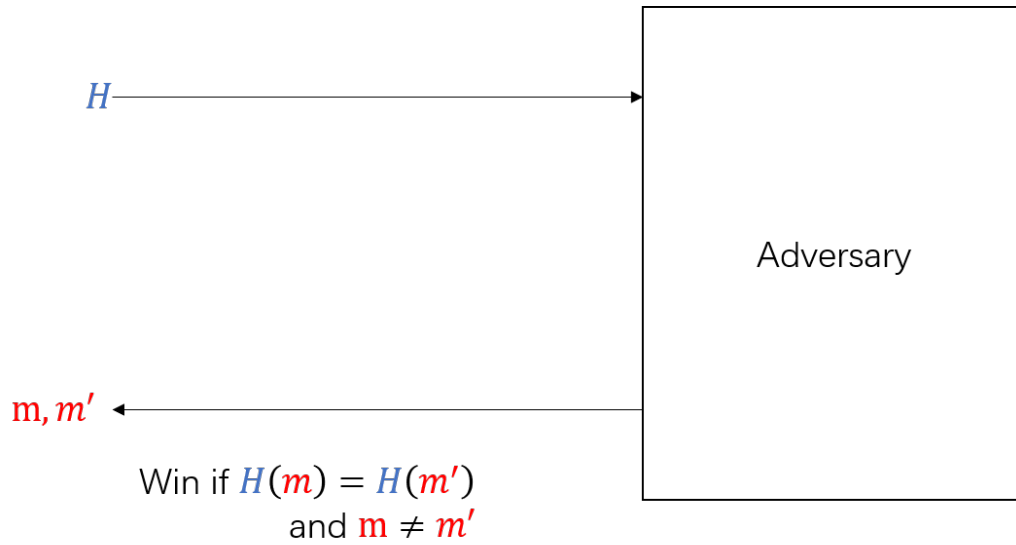 H
Adversary
m, m′
Win if H(m) = H(m′)
and m ≠ m′